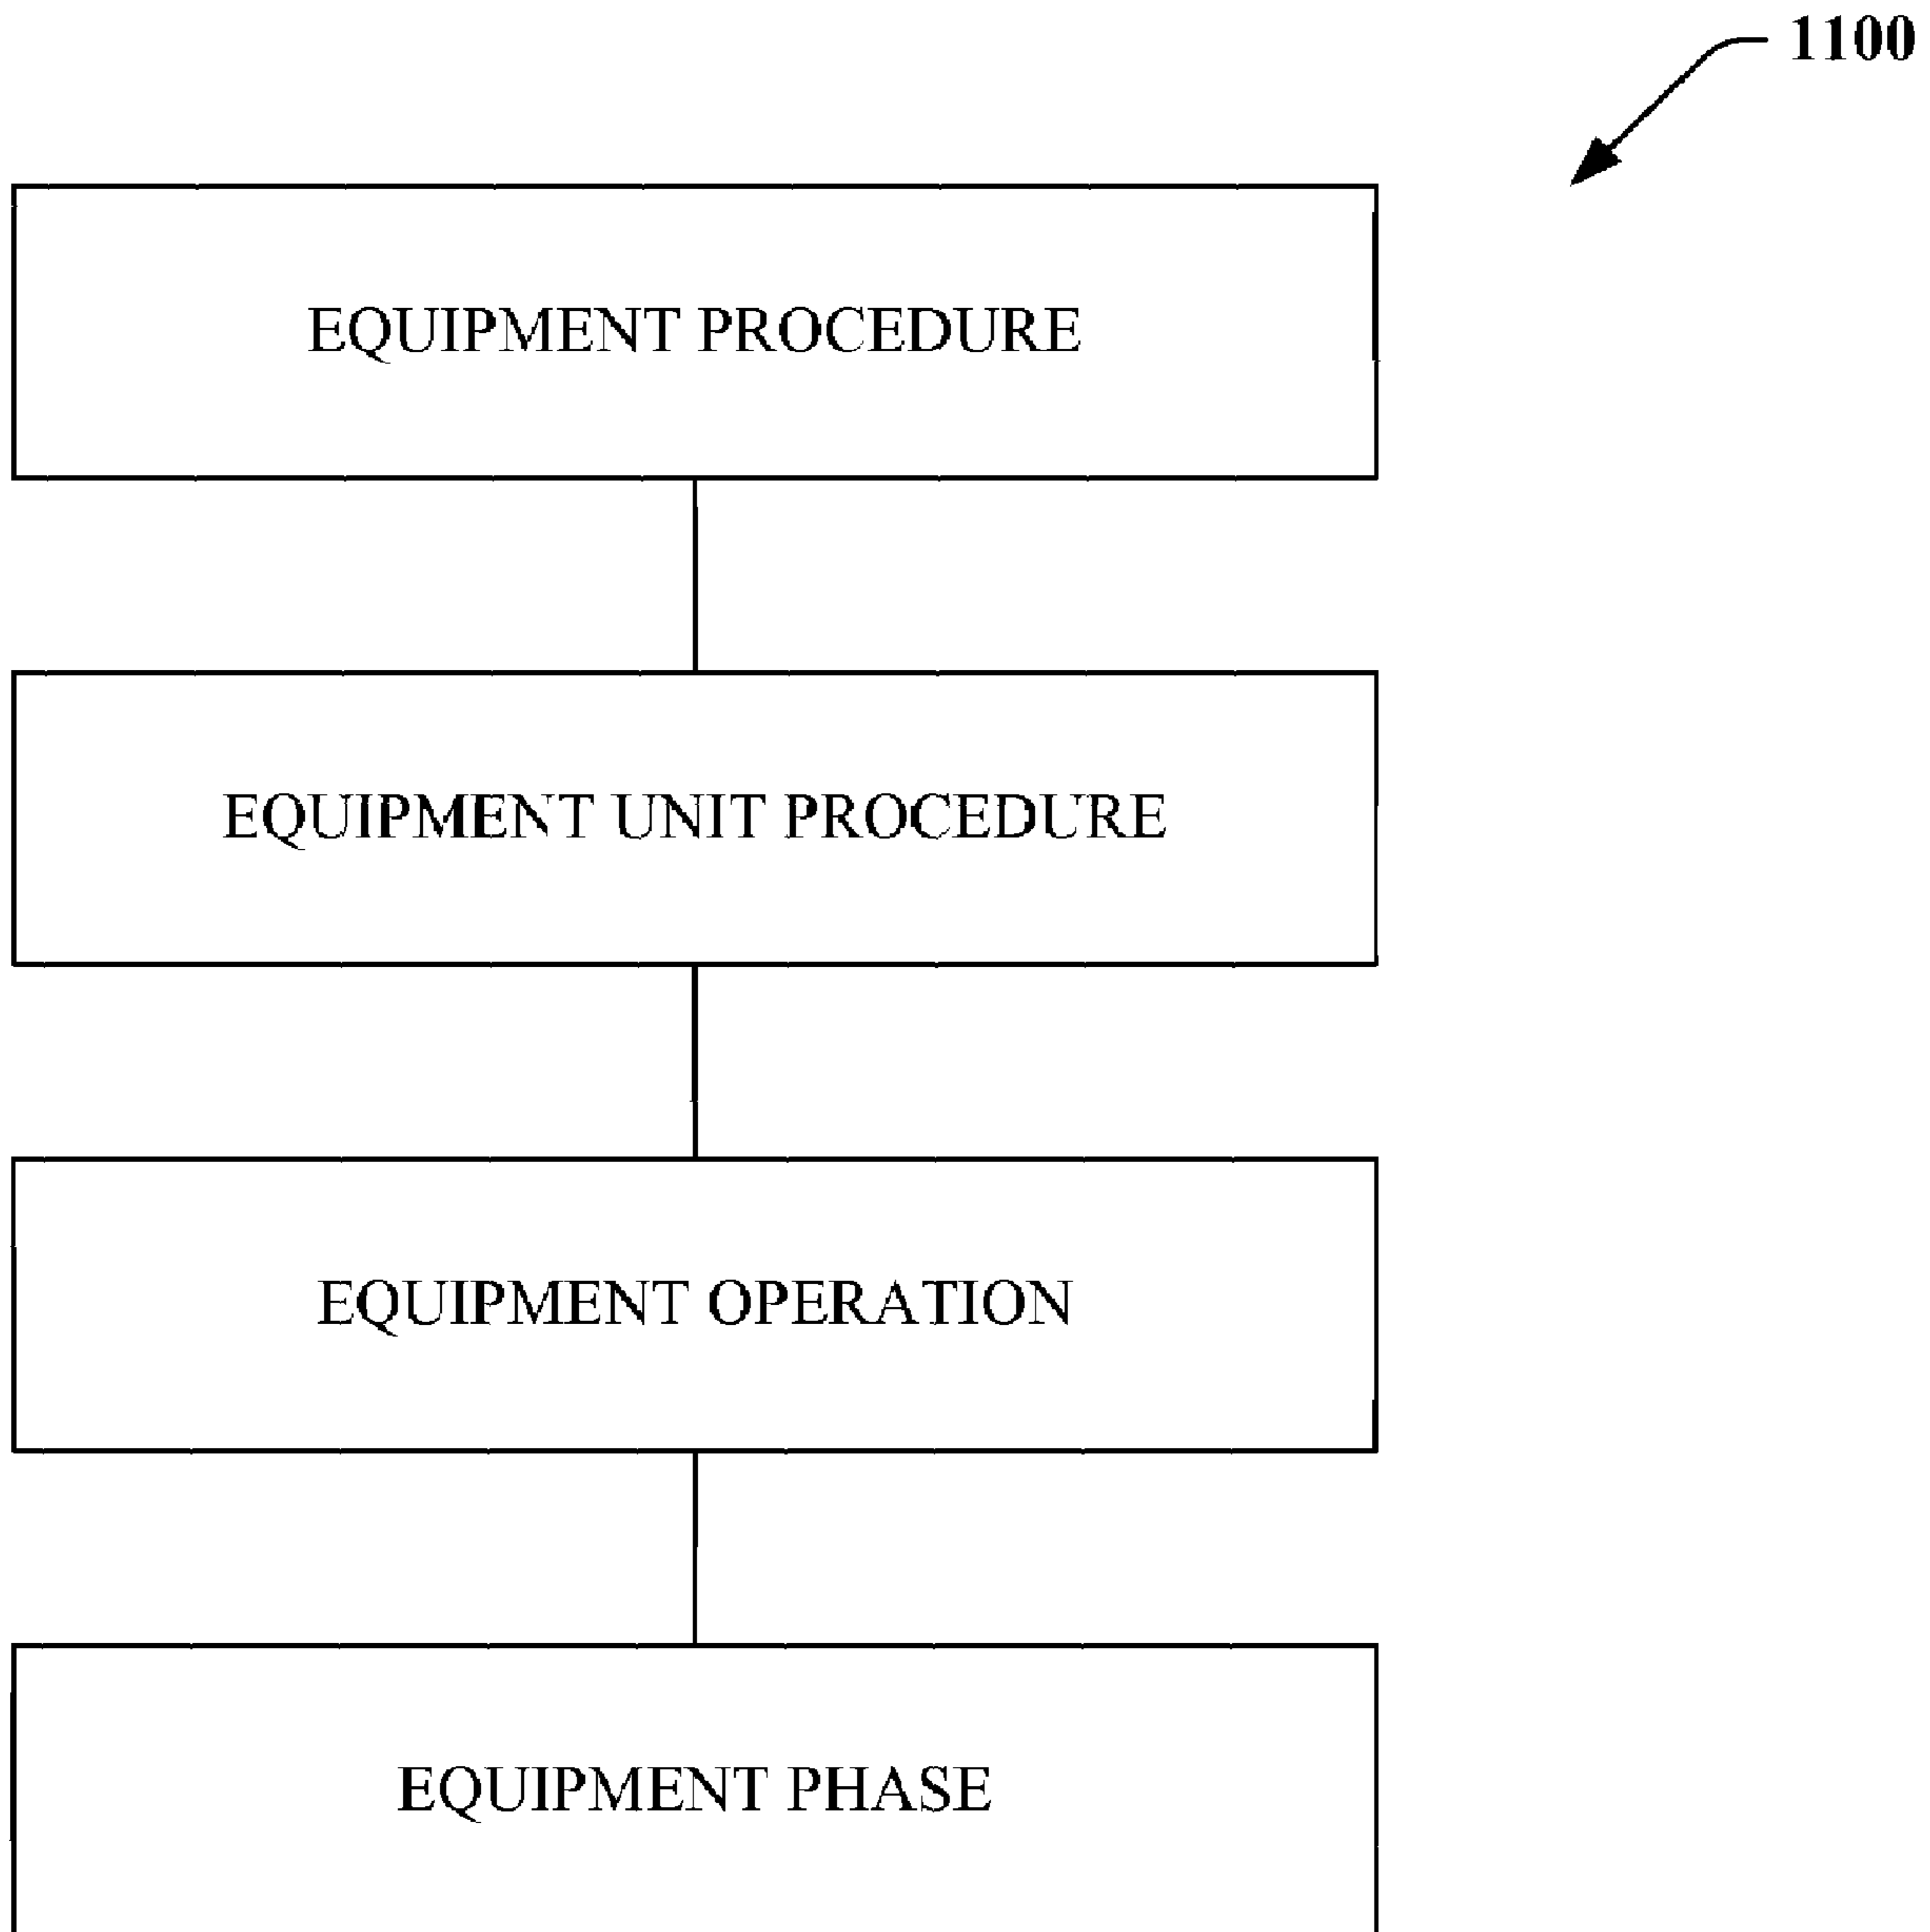 1100
EQUIPMENT PROCEDURE
EQUIPMENT UNIT PROCEDURE
EQUIPMENT OPERATION
EQUIPMENT PHASE